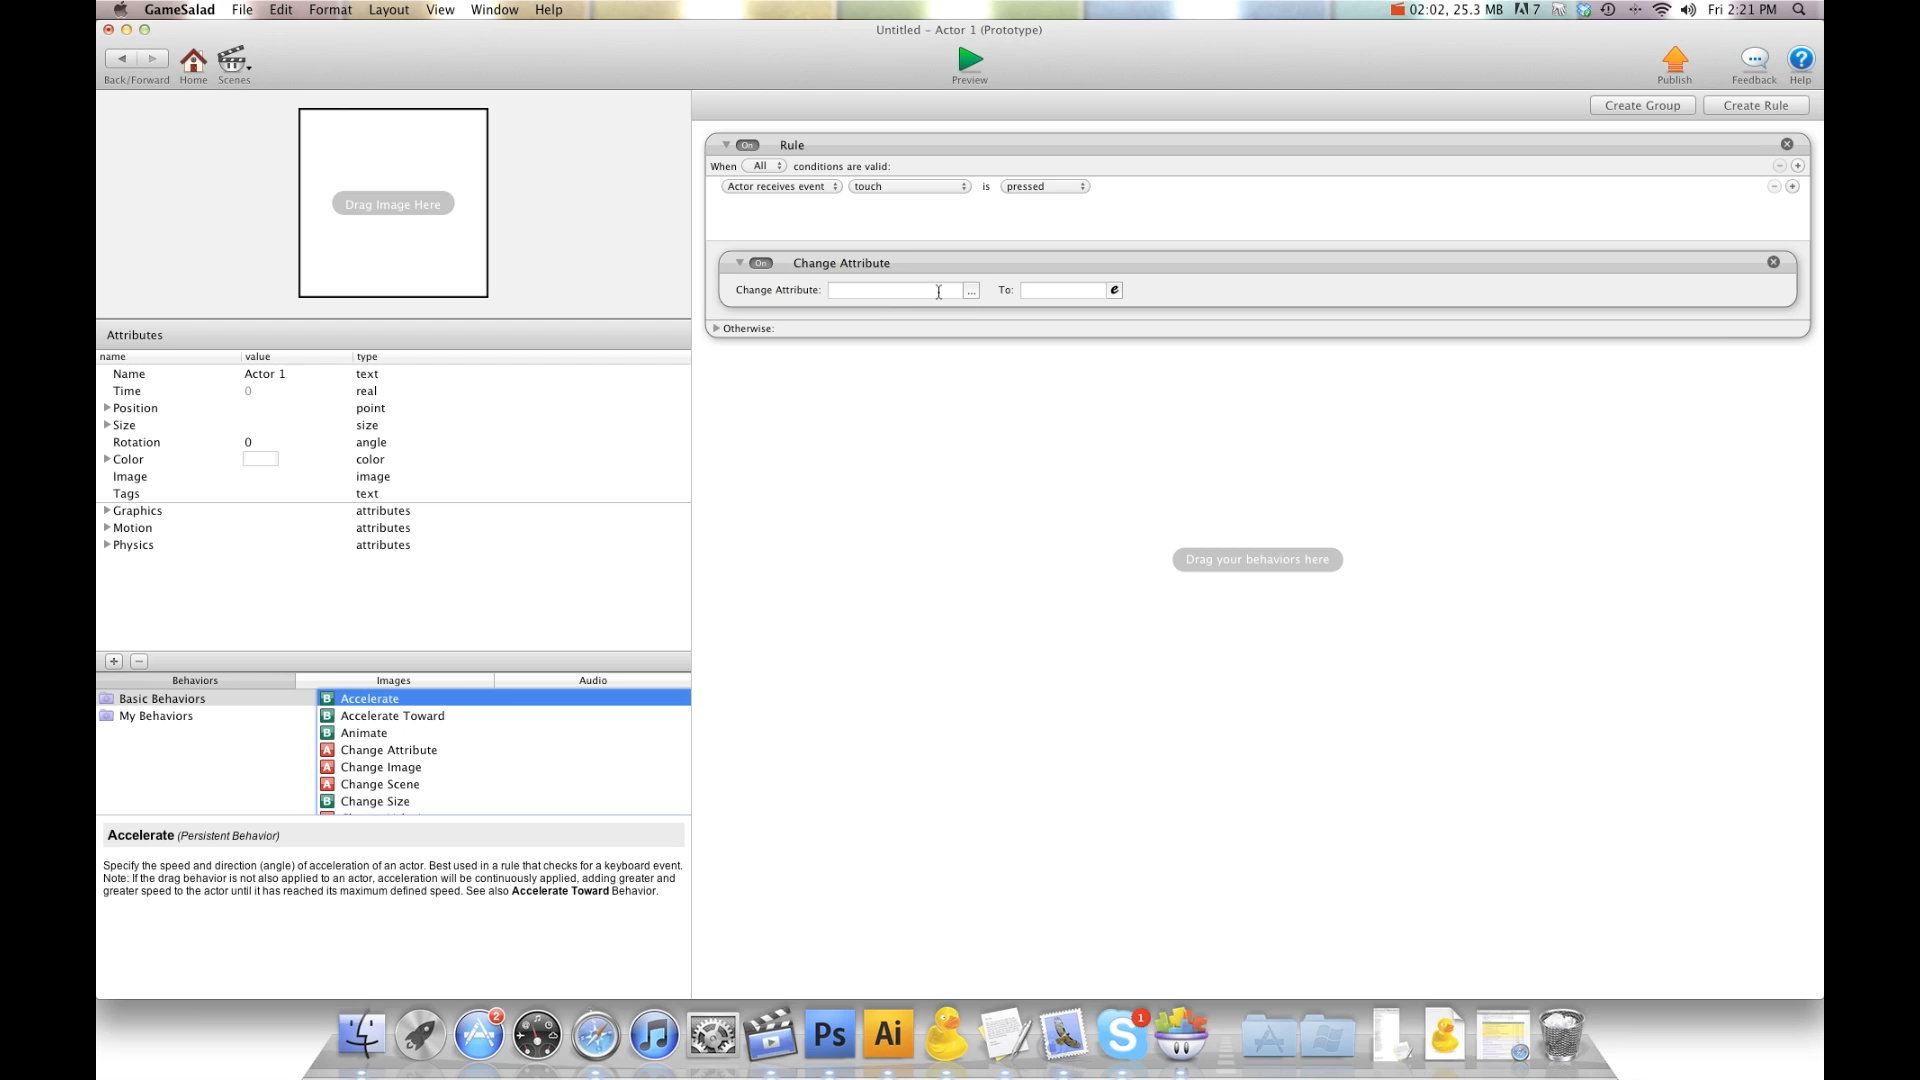 GameSalad File Edit Format Layout View Window Help 02:02, 25.3 MB 7 Fri 2:21 PM
Untitled – Actor 1 (Prototype)
Back/Forward Home Scenes Preview Publish Feedback Help
Create Group Create Rule
On Rule
When All conditions are valid:
Actor receives event touch is pressed
Drag Image Here
On Change Attribute
Change Attribute: ... To: e
Otherwise:
Attributes
name value type
Name Actor 1 text
Time 0 real
Position point
Size size
Rotation 0 angle
Color color
Image image
Tags text
Graphics attributes
Motion attributes
Physics attributes
Drag your behaviors here
+ −
Behaviors Images Audio
Basic Behaviors
My Behaviors
B Accelerate
B Accelerate Toward
B Animate
A Change Attribute
A Change Image
A Change Scene
B Change Size
Accelerate (Persistent Behavior)
Specify the speed and direction (angle) of acceleration of an actor. Best used in a rule that checks for a keyboard event.
Note: If the drag behavior is not also applied to an actor, acceleration will be continuously applied, adding greater and
greater speed to the actor until it has reached its maximum defined speed. See also Accelerate Toward Behavior.
2 Ps Ai S 1